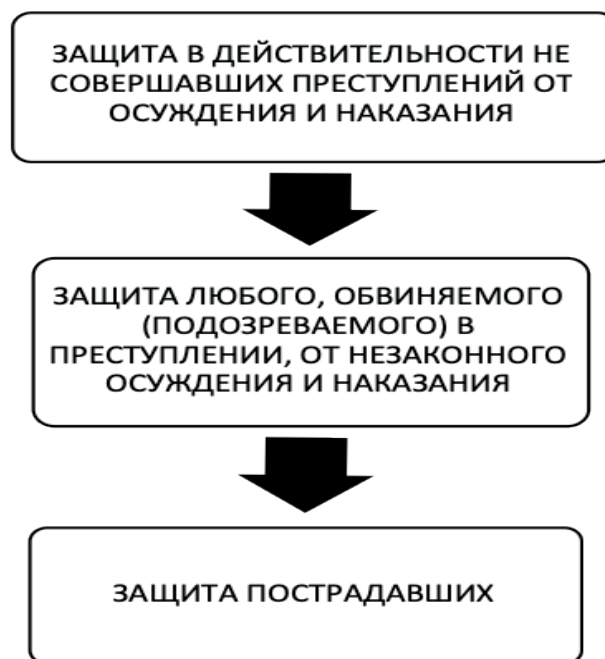 ЗАЩИТА В ДЕЙСТВИТЕЛЬНОСТИ НЕ
СОВЕРШАВШИХ ПРЕСТУПЛЕНИЙ ОТ
ОСУЖДЕНИЯ И НАКАЗАНИЯ
ЗАЩИТА ЛЮБОГО, ОБВИНЯЕМОГО
(ПОДОЗРЕВАЕМОГО) В
ПРЕСТУПЛЕНИИ, ОТ НЕЗАКОННОГО
ОСУЖДЕНИЯ И НАКАЗАНИЯ
ЗАЩИТА ПОСТРАДАВШИХ